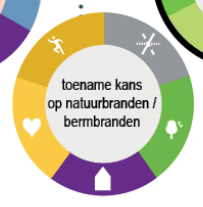 toename kans
op natuurbranden /
bermbranden